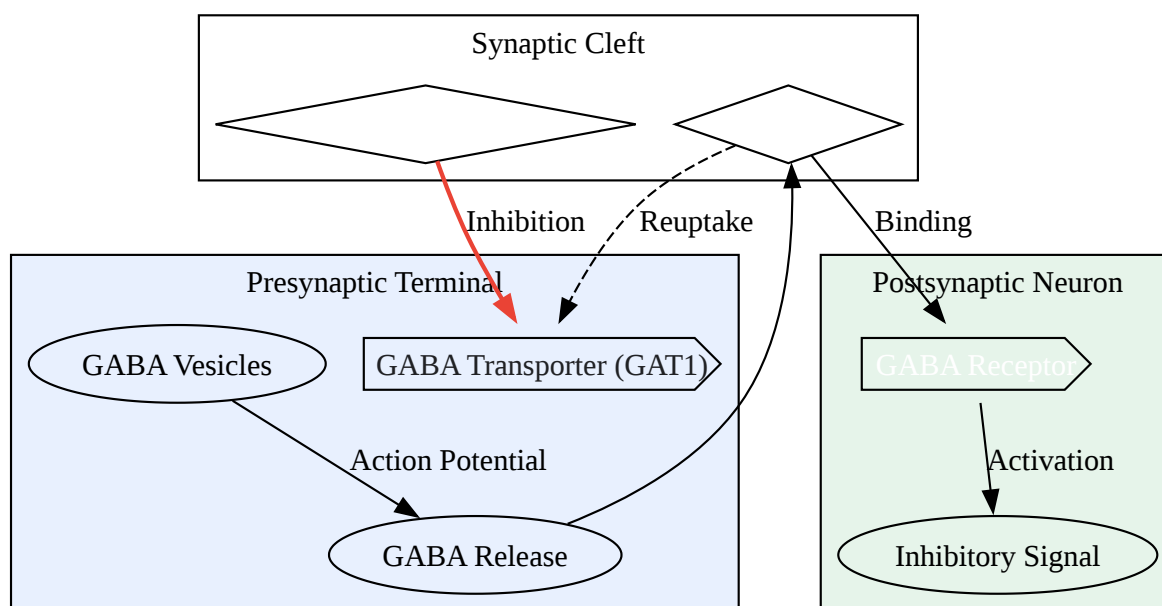 Synaptic Cleft
Inhibition
Reuptake
Binding
Presynaptic Terminal
Postsynaptic Neuron
GABA Vesicles
GABA Transporter (GAT1)
GABA Receptor
Action Potential
Activation
GABA Release
Inhibitory Signal